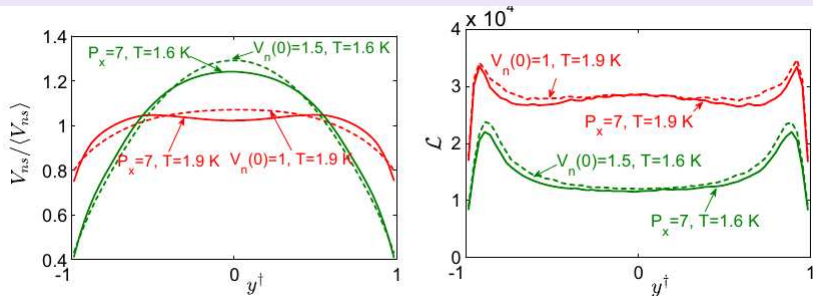 1.4
1.2
1
0.8
0.6
0.4
V_ns/⟨V_ns⟩
P_x=7, T=1.6 K
V_n(0)=1.5, T=1.6 K
P_x=7, T=1.9 K
V_n(0)=1, T=1.9 K
-1
0
1
y†
x 10^4
4
3
2
1
0
ℒ
V_n(0)=1, T=1.9 K
P_x=7, T=1.9 K
V_n(0)=1.5, T=1.6 K
P_x=7, T=1.6 K
-1
0
1
y†